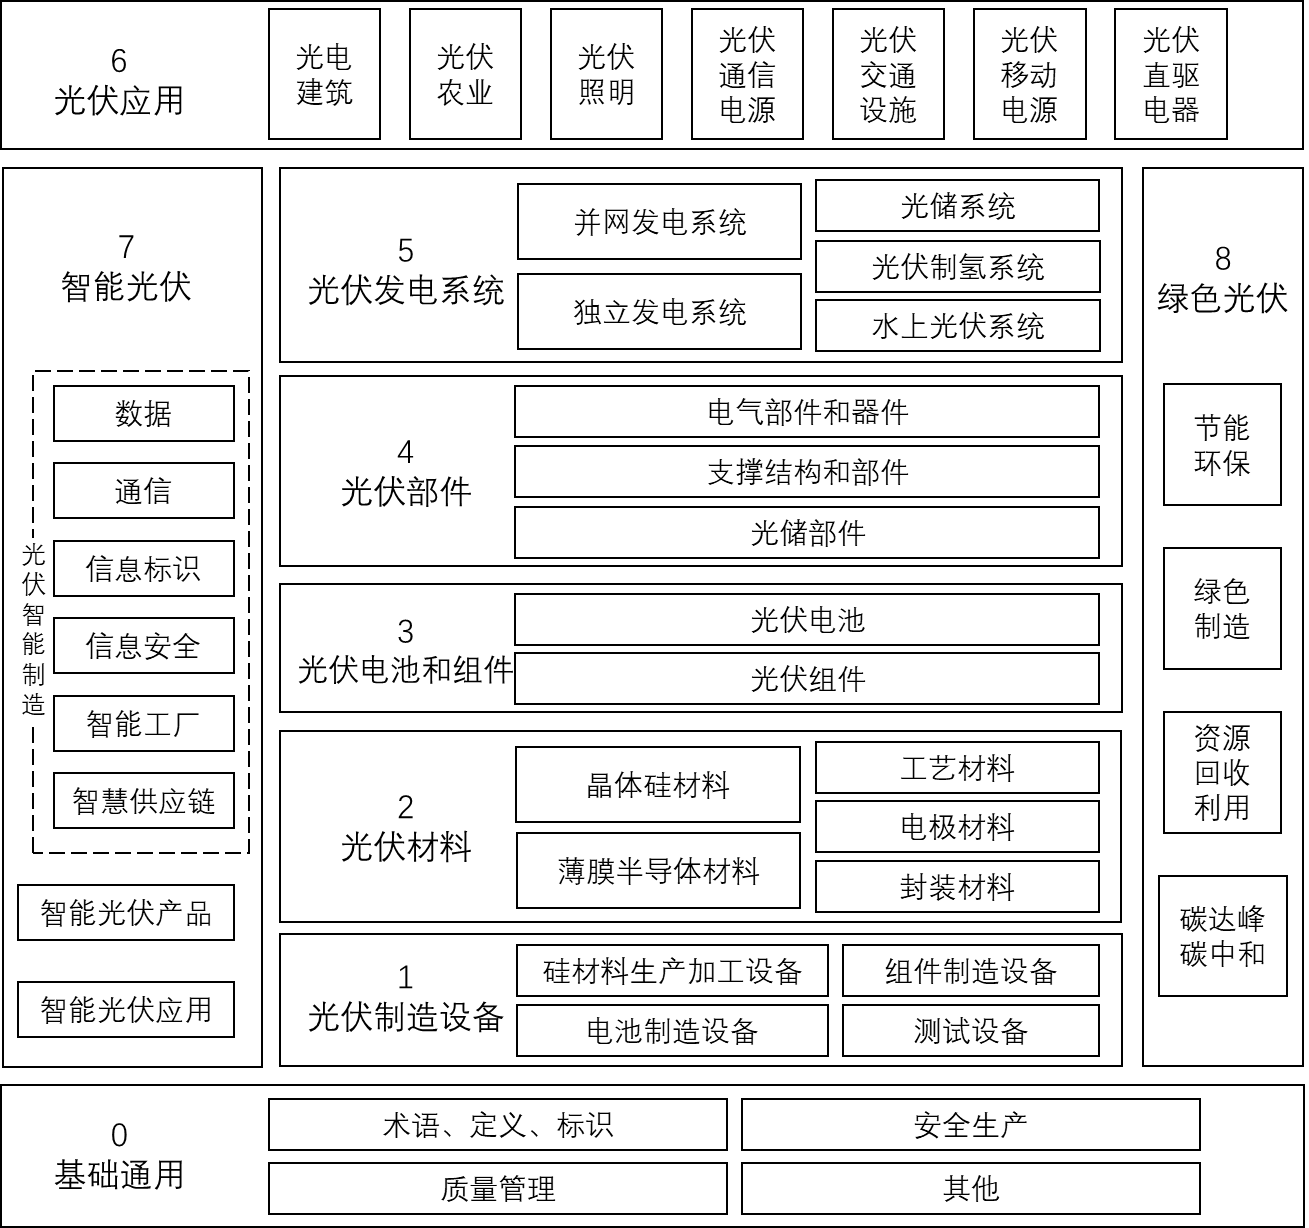 6
光伏应用
光电
建筑
光伏
农业
光伏
照明
光伏
通信
电源
光伏
交通
设施
光伏
移动
电源
光伏
直驱
电器
7
智能光伏
光伏智能制造
数据
通信
信息标识
信息安全
智能工厂
智慧供应链
智能光伏产品
智能光伏应用
5
光伏发电系统
并网发电系统
独立发电系统
光储系统
光伏制氢系统
水上光伏系统
4
光伏部件
电气部件和器件
支撑结构和部件
光储部件
3
光伏电池和组件
光伏电池
光伏组件
2
光伏材料
晶体硅材料
薄膜半导体材料
工艺材料
电极材料
封装材料
1
光伏制造设备
硅材料生产加工设备
组件制造设备
电池制造设备
测试设备
8
绿色光伏
节能
环保
绿色
制造
资源
回收
利用
碳达峰
碳中和
0
基础通用
术语、定义、标识
安全生产
质量管理
其他